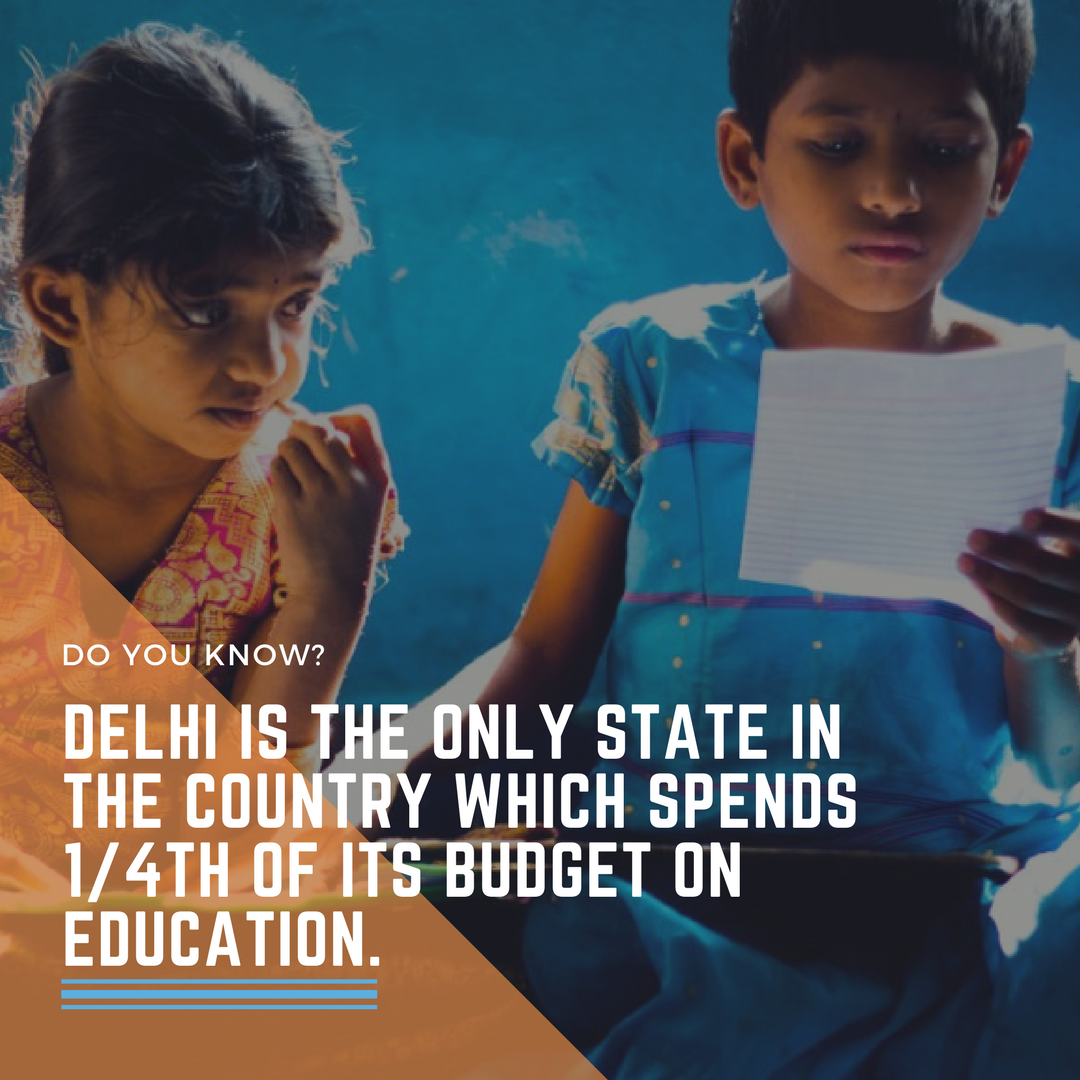 DO YOU KNOW?
DELHI IS THE ONLY STATE IN
THE COUNTRY WHICH SPENDS
1/4TH OF ITS BUDGET ON
EDUCATION.